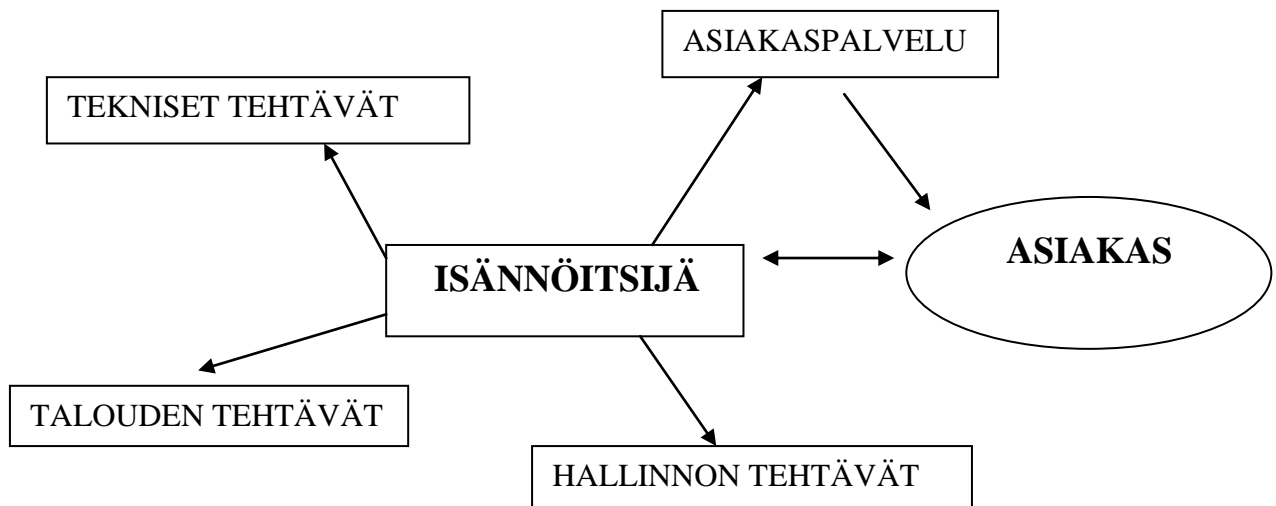 ASIAKASPALVELU
TEKNISET TEHTÄVÄT
ISÄNNÖITSIJÄ
ASIAKAS
TALOUDEN TEHTÄVÄT
HALLINNON TEHTÄVÄT